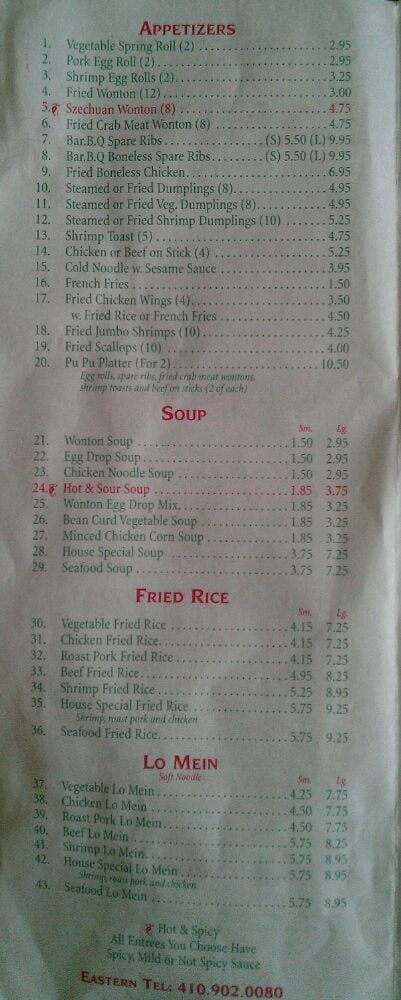 APPETIZERS
1. Vegetable Spring Roll (2) 2.95
2. Pork Egg Roll (2) 2.95
3. Shrimp Egg Rolls (2) 3.25
4. Fried Wonton (12) 3.00
5. Szechuan Wonton (8) 4.75
6. Fried Crab Meat Wonton (8) 4.75
7. Bar.B.Q Spare Ribs (S) 5.50 (L) 9.95
8. Bar.B.Q Boneless Spare Ribs (S) 5.50 (L) 9.95
9. Fried Boneless Chicken 6.95
10. Steamed or Fried Dumplings (8) 4.95
11. Steamed or Fried Veg. Dumplings (8) 4.95
12. Steamed or Fried Shrimp Dumplings (10) 5.25
13. Shrimp Toast (5) 4.75
14. Chicken or Beef on Stick (4) 5.25
15. Cold Noodle w. Sesame Sauce 3.95
16. French Fries 1.50
17. Fried Chicken Wings (4) 3.50
w. Fried Rice or French Fries 4.50
18. Fried Jumbo Shrimps (10) 4.25
19. Fried Scallops (10) 4.00
20. Pu Pu Platter (For 2) 10.50
Egg rolls, spare ribs, fried crab meat wontons,
shrimp toasts and beef on sticks (2 of each)
SOUP
Sm. Lg.
21. Wonton Soup 1.50 2.95
22. Egg Drop Soup 1.50 2.95
23. Chicken Noodle Soup 1.50 2.95
24. Hot & Sour Soup 1.85 3.75
25. Wonton Egg Drop Mix. 1.85 3.25
26. Bean Curd Vegetable Soup 1.85 3.25
27. Minced Chicken Corn Soup 1.85 3.25
28. House Special Soup 3.75 7.25
29. Seafood Soup 3.75 7.25
FRIED RICE
Sm. Lg.
30. Vegetable Fried Rice 4.15 7.25
31. Chicken Fried Rice 4.15 7.25
32. Roast Pork Fried Rice 4.15 7.25
33. Beef Fried Rice 4.95 8.25
34. Shrimp Fried Rice 5.25 8.95
35. House Special Fried Rice 5.75 9.25
Shrimp, roast pork and chicken
36. Seafood Fried Rice 5.75 9.25
LO MEIN
Soft Noodle
Sm. Lg.
37. Vegetable Lo Mein 4.25 7.75
38. Chicken Lo Mein 4.50 7.75
39. Roast Pork Lo Mein 4.50 7.75
40. Beef Lo Mein 5.75 8.25
41. Shrimp Lo Mein 5.75 8.95
42. House Special Lo Mein 5.75 8.95
Shrimp, roast pork and chicken
43. Seafood Lo Mein 5.75 8.95
Hot & Spicy
All Entrees You Choose Have
Spicy, Mild or Not Spicy Sauce
EASTERN TEL: 410.902.0080